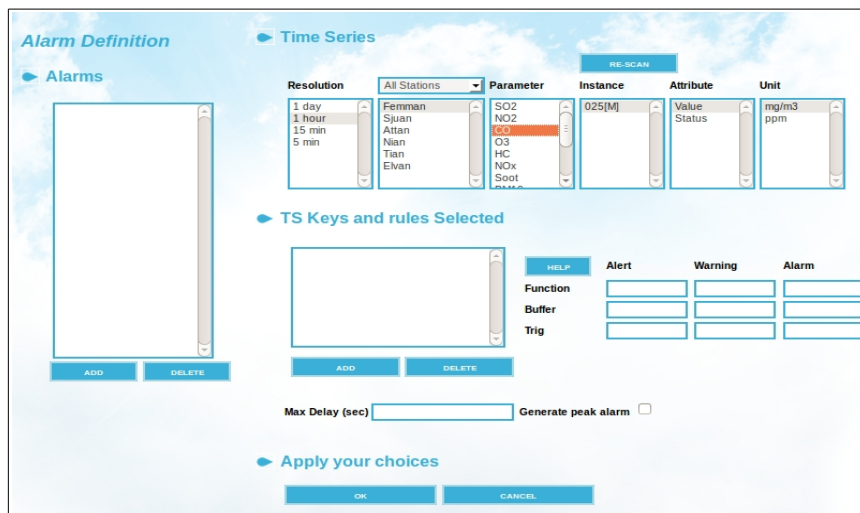 Alarm Definition
Alarms
ADD
DELETE
Time Series
RE-SCAN
Resolution
All Stations
Parameter
Instance
Attribute
Unit
1 day
1 hour
15 min
5 min
Femman
Sjuan
Attan
Nian
Tian
Elvan
SO2
NO2
CO
O3
HC
NOx
Soot
025[M]
Value
Status
mg/m3
ppm
TS Keys and rules Selected
HELP
Alert
Warning
Alarm
Function
Buffer
Trig
ADD
DELETE
Max Delay (sec)
Generate peak alarm
Apply your choices
OK
CANCEL